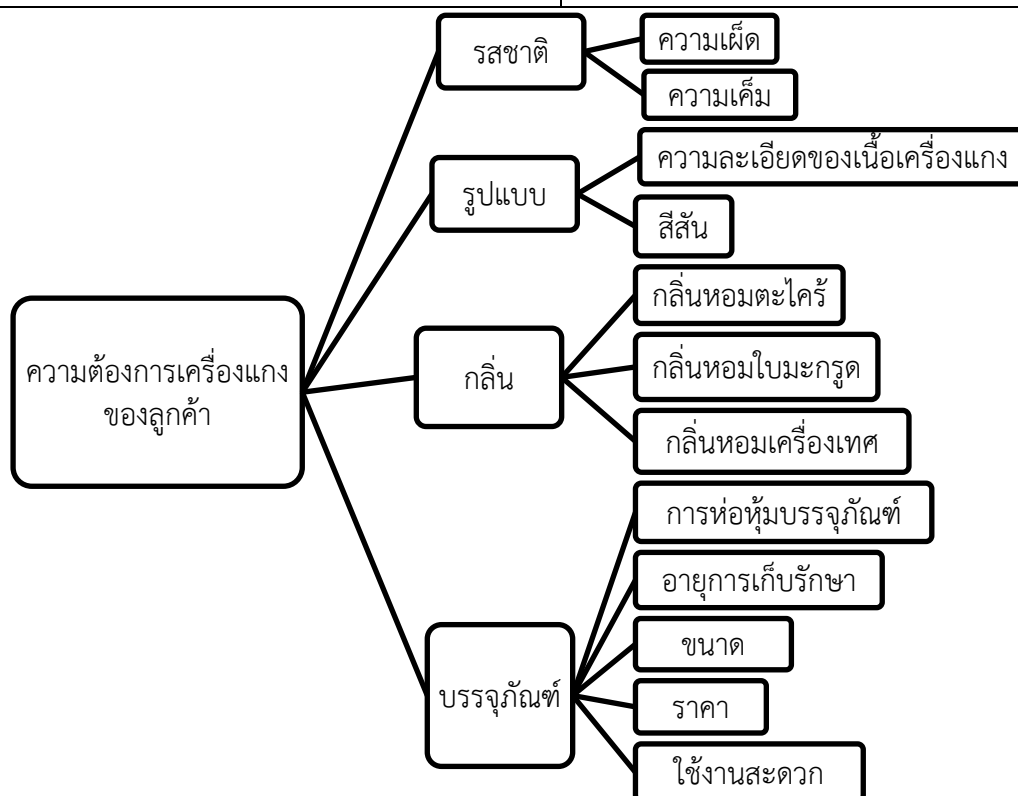 ความต้องการเครื่องแกง
ของลูกค้า
รสชาติ
ความเผ็ด
ความเค็ม
รูปแบบ
ความละเอียดของเนื้อเครื่องแกง
สีสัน
กลิ่น
กลิ่นหอมตะไคร้
กลิ่นหอมใบมะกรูด
กลิ่นหอมเครื่องเทศ
บรรจุภัณฑ์
การห่อหุ้มบรรจุภัณฑ์
อายุการเก็บรักษา
ขนาด
ราคา
ใช้งานสะดวก